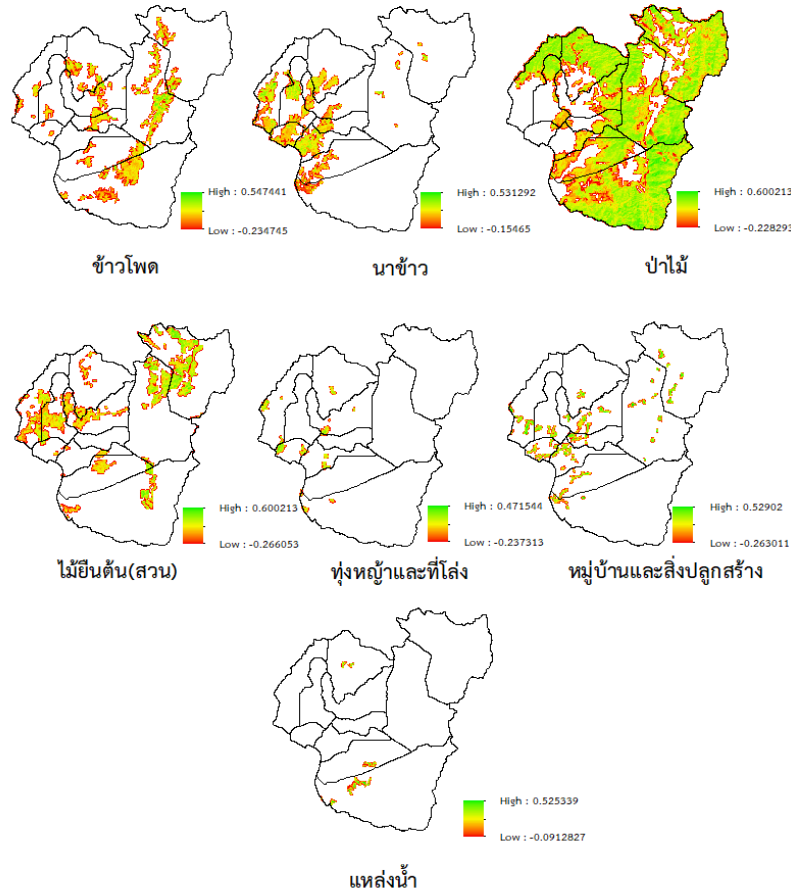 High : 0.547441
Low : -0.234745
ข้าวโพด
High : 0.531292
Low : -0.15465
นาข้าว
High : 0.600213
Low : -0.228293
ป่าไม้
High : 0.600213
Low : -0.266053
ไม้ยืนต้น(สวน)
High : 0.471544
Low : -0.237313
ทุ่งหญ้าและที่โล่ง
High : 0.52902
Low : -0.263011
หมู่บ้านและสิ่งปลูกสร้าง
High : 0.525339
Low : -0.0912827
แหล่งน้ำ